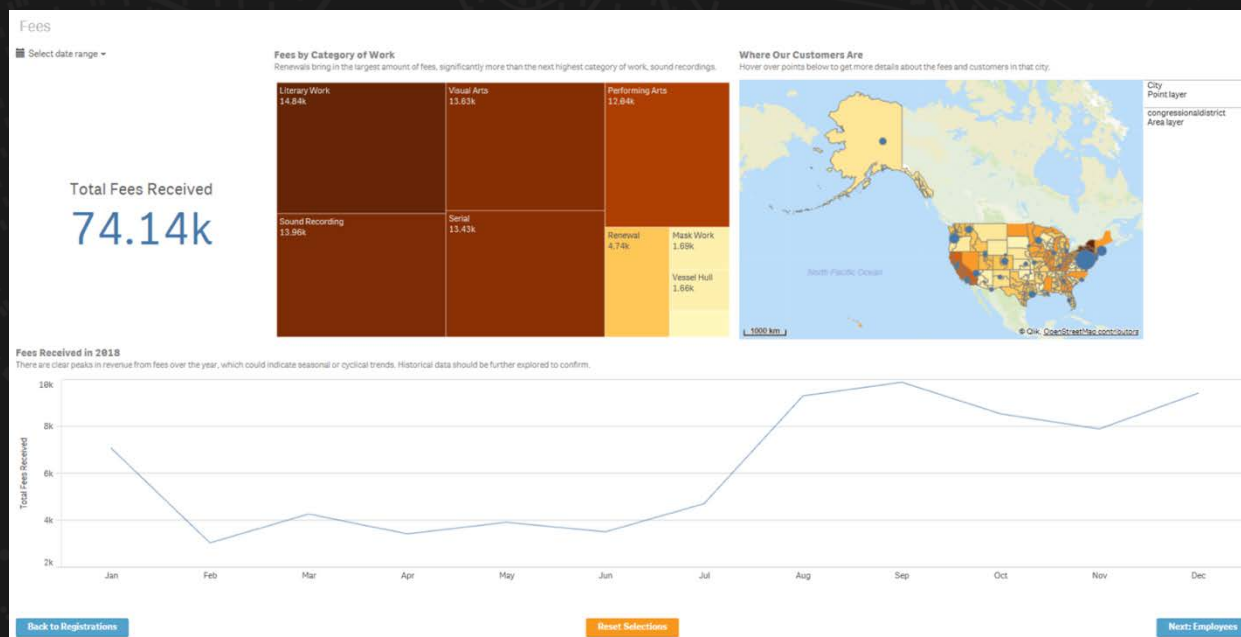 Fees
Select date range
Fees by Category of Work
Renewals bring in the largest amount of fees, significantly more than the next highest category of work, sound recordings.
Literary Work
14.84k
Visual Arts
13.63k
Performing Arts
12.04k
Sound Recording
13.96k
Serial
13.43k
Renewal
4.74k
Mask Work
1.69k
Vessel Hull
1.66k
Where Our Customers Are
Hover over points below to get more details about the fees and customers in that city.
City
Point layer
congressionaldistrict
Area layer
North Pacific Ocean
1000 km
© Qlik, OpenStreetMap contributors
Total Fees Received
74.14k
Fees Received in 2018
There are clear peaks in revenue from fees over the year, which could indicate seasonal or cyclical trends. Historical data should be further explored to confirm.
Total Fees Received
10k
8k
6k
4k
2k
Jan Feb Mar Apr May Jun Jul Aug Sep Oct Nov Dec
Back to Registrations
Reset Selections
Next: Employees